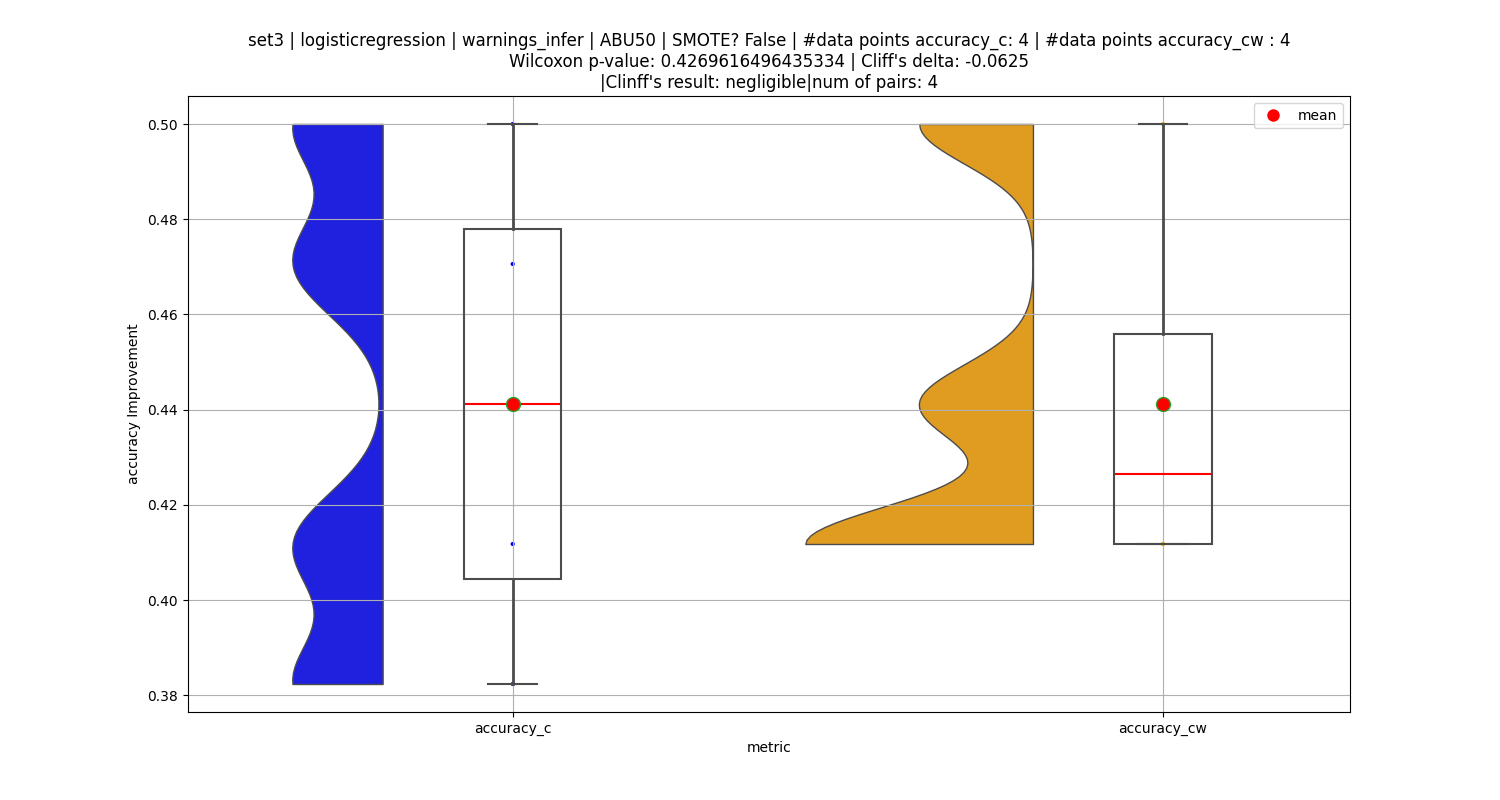 set3 | logisticregression | warnings_infer | ABU50 | SMOTE? False | #data points accuracy_c: 4 | #data points accuracy_cw : 4
Wilcoxon p-value: 0.4269616496435334 | Cliff's delta: -0.0625
|Clinff's result: negligible|num of pairs: 4
mean
accuracy Improvement
0.50
0.48
0.46
0.44
0.42
0.40
0.38
accuracy_c
accuracy_cw
metric